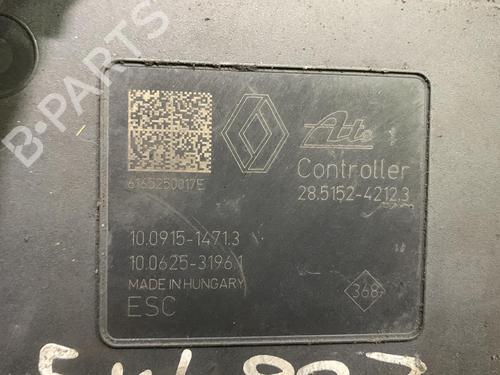 B-PARTS
Ate
Controller
6165250017E
28.5152-4212.3
10.0915-1471.3
10.0625-3196.1
MADE IN HUNGARY
ESC
368